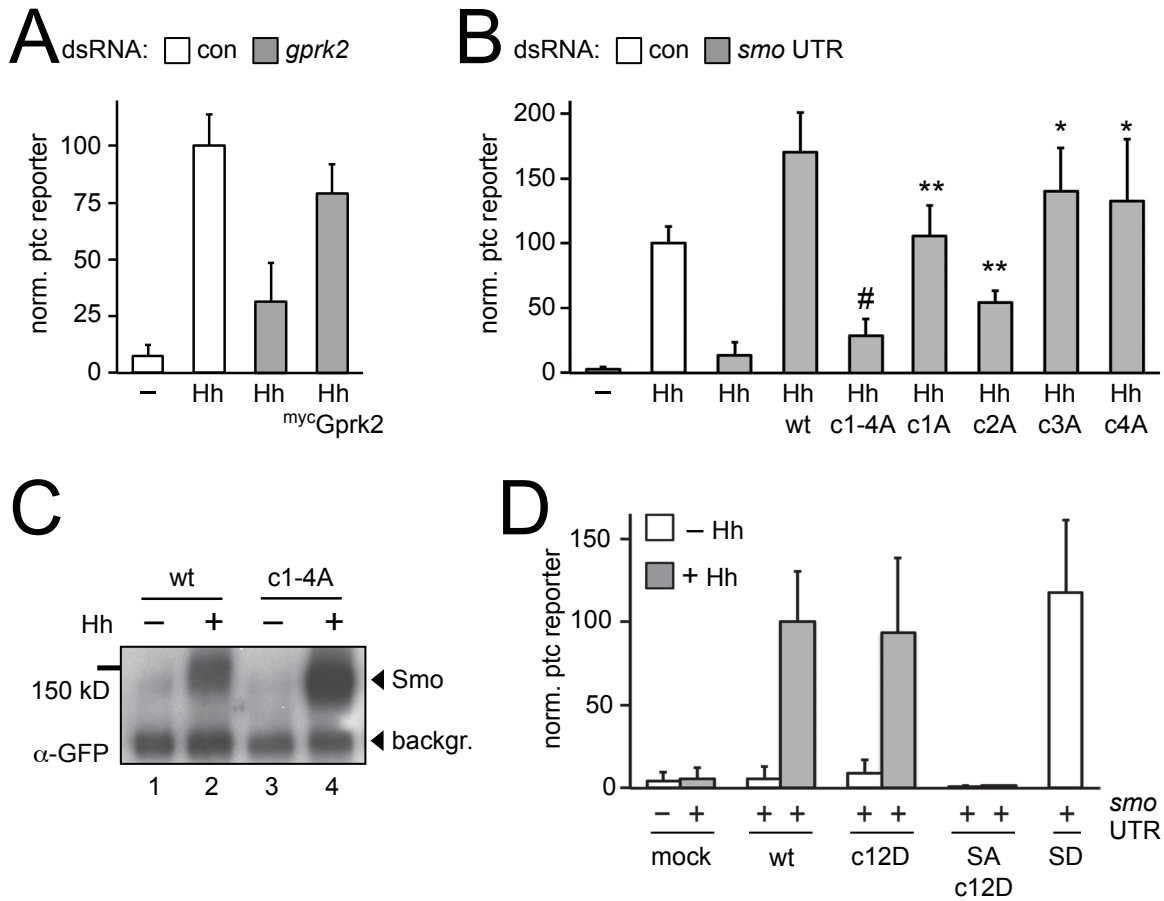 A
dsRNA: con gprk2
norm. ptc reporter
100
75
50
25
0
– Hh Hh Hh
mycGprk2
B
dsRNA: con smo UTR
norm. ptc reporter
200
150
100
50
0
# ** ** * *
– Hh Hh Hh Hh Hh Hh Hh Hh
wt c1-4A c1A c2A c3A c4A
C
wt c1-4A
Hh – + – +
150 kD
Smo
α-GFP
backgr.
1 2 3 4
D
– Hh
+ Hh
norm. ptc reporter
150
100
50
0
– + + + + + + + + smo
UTR
mock wt c12D SA SD
c12D